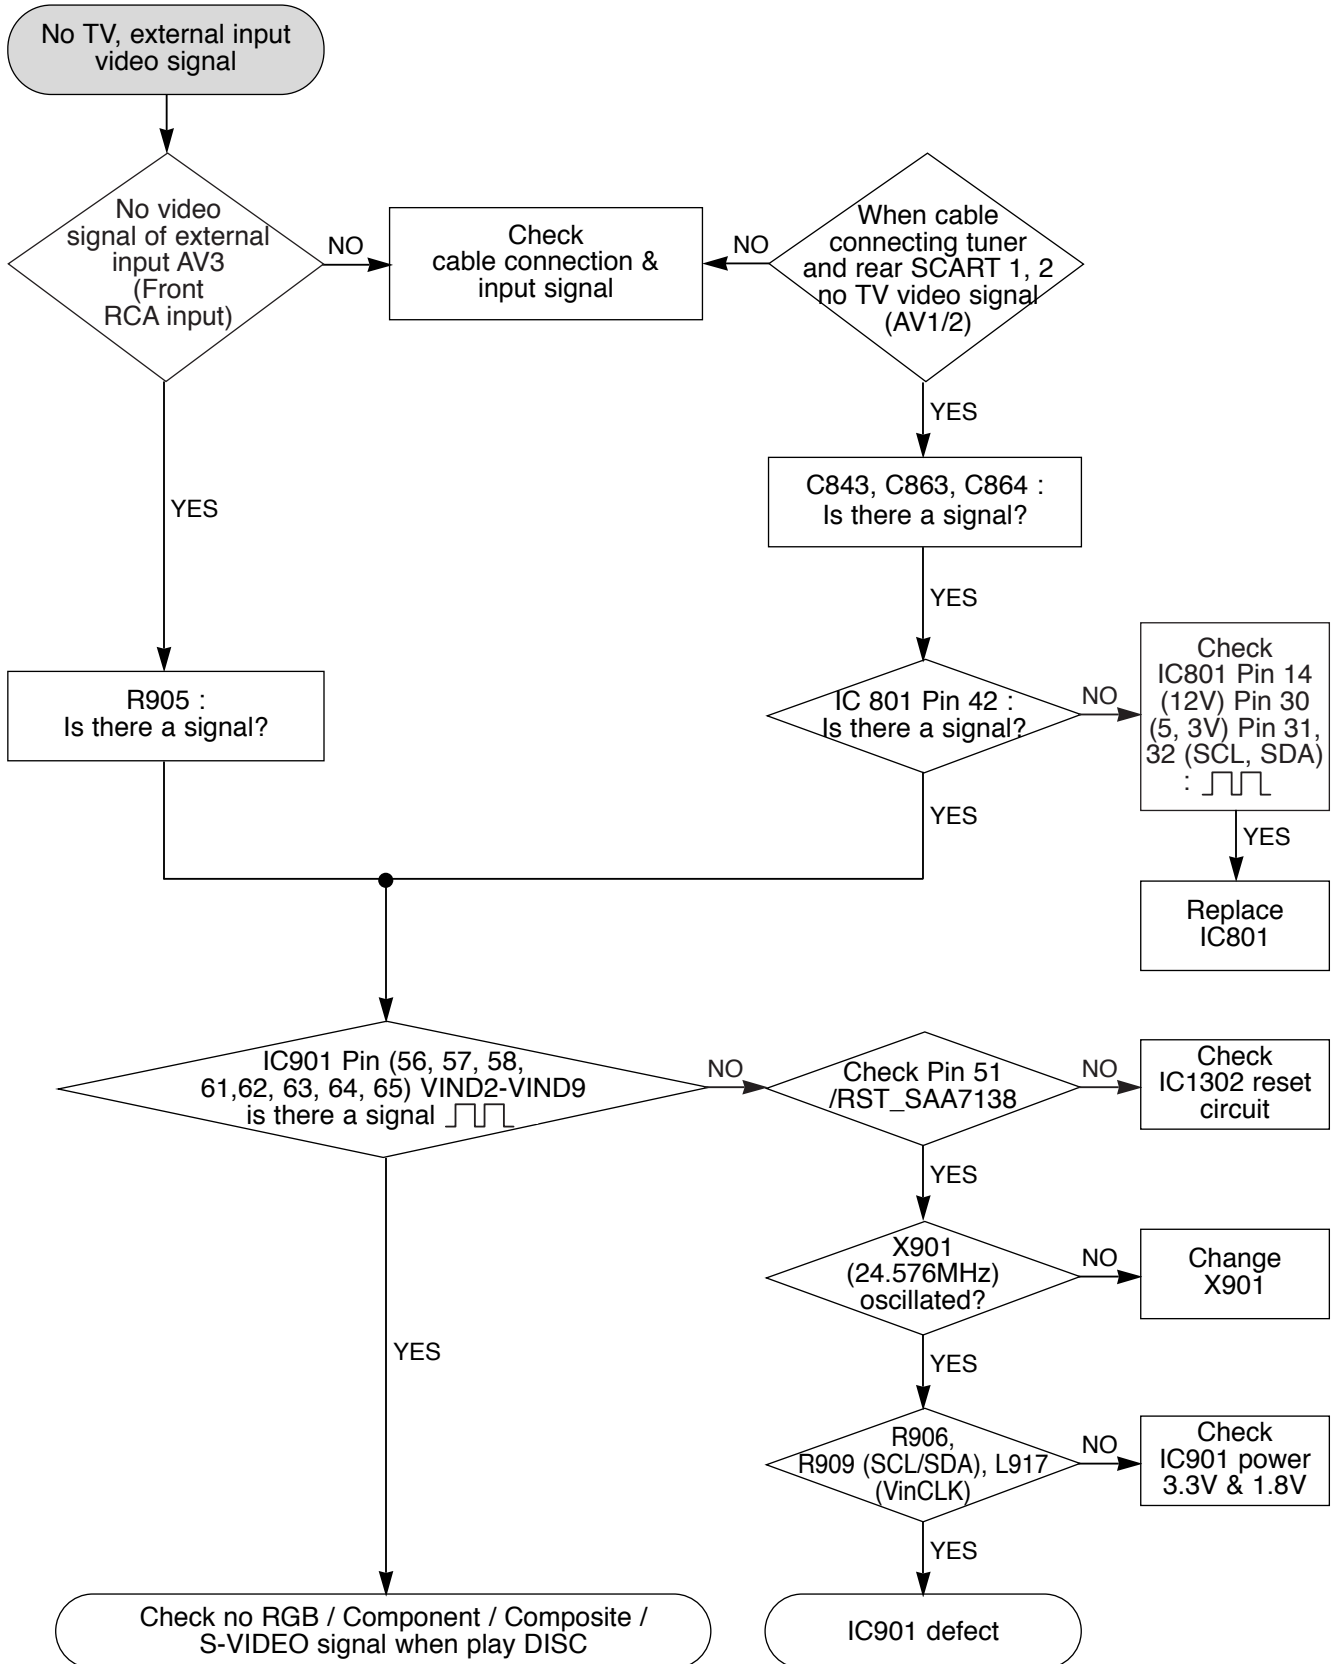 No TV, external input
video signal
No video
signal of external
input AV3
(Front
RCA input)
NO
Check
cable connection &
input signal
NO
When cable
connecting tuner
and rear SCART 1, 2
no TV video signal
(AV1/2)
YES
YES
C843, C863, C864 :
Is there a signal?
YES
R905 :
Is there a signal?
IC 801 Pin 42 :
Is there a signal?
NO
Check
IC801 Pin 14
(12V) Pin 30
(5, 3V) Pin 31,
32 (SCL, SDA)
:
YES
YES
Replace
IC801
IC901 Pin (56, 57, 58,
61,62, 63, 64, 65) VIND2-VIND9
is there a signal
NO
Check Pin 51
/RST_SAA7138
NO
Check
IC1302 reset
circuit
YES
X901
(24.576MHz)
oscillated?
NO
Change
X901
YES
YES
R906,
R909 (SCL/SDA), L917
(VinCLK)
NO
Check
IC901 power
3.3V & 1.8V
YES
Check no RGB / Component / Composite /
S-VIDEO signal when play DISC
IC901 defect